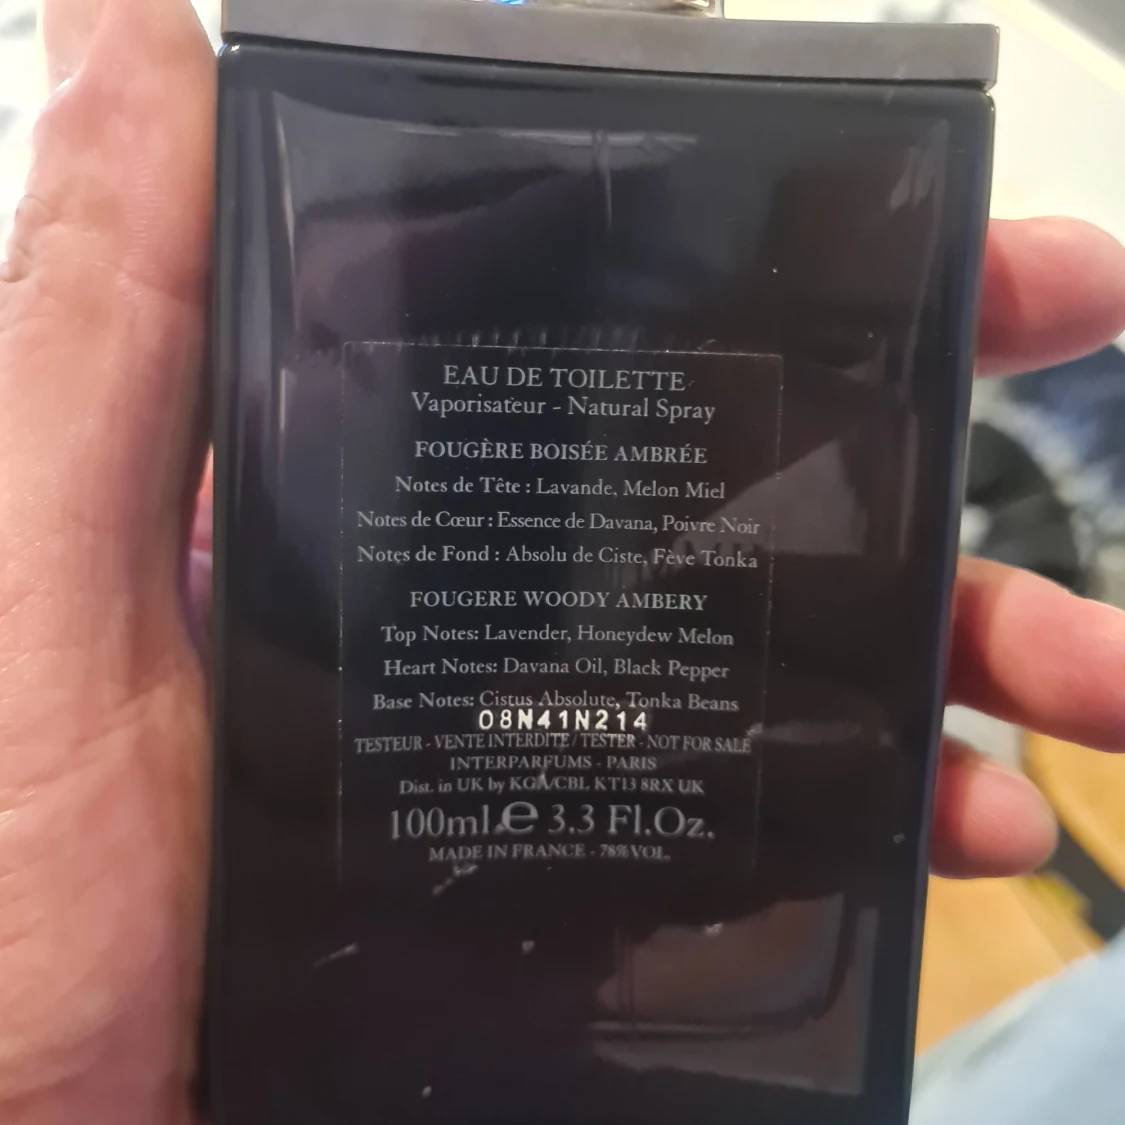 EAU DE TOILETTE
Vaporisateur - Natural Spray
FOUGÈRE BOISÉE AMBRÉE
Notes de Tête : Lavande, Melon Miel
Notes de Cœur : Essence de Davana, Poivre Noir
Notes de Fond : Absolu de Ciste, Fève Tonka
FOUGERE WOODY AMBERY
Top Notes: Lavender, Honeydew Melon
Heart Notes: Davana Oil, Black Pepper
Base Notes: Cistus Absolute, Tonka Beans
08N41N214
TESTEUR - VENTE INTERDITE / TESTER - NOT FOR SALE
INTERPARFUMS - PARIS
Dist. in UK by KGA/CBL KT13 8RX UK
100ml ℮ 3.3 Fl.Oz.
MADE IN FRANCE - 78% VOL.